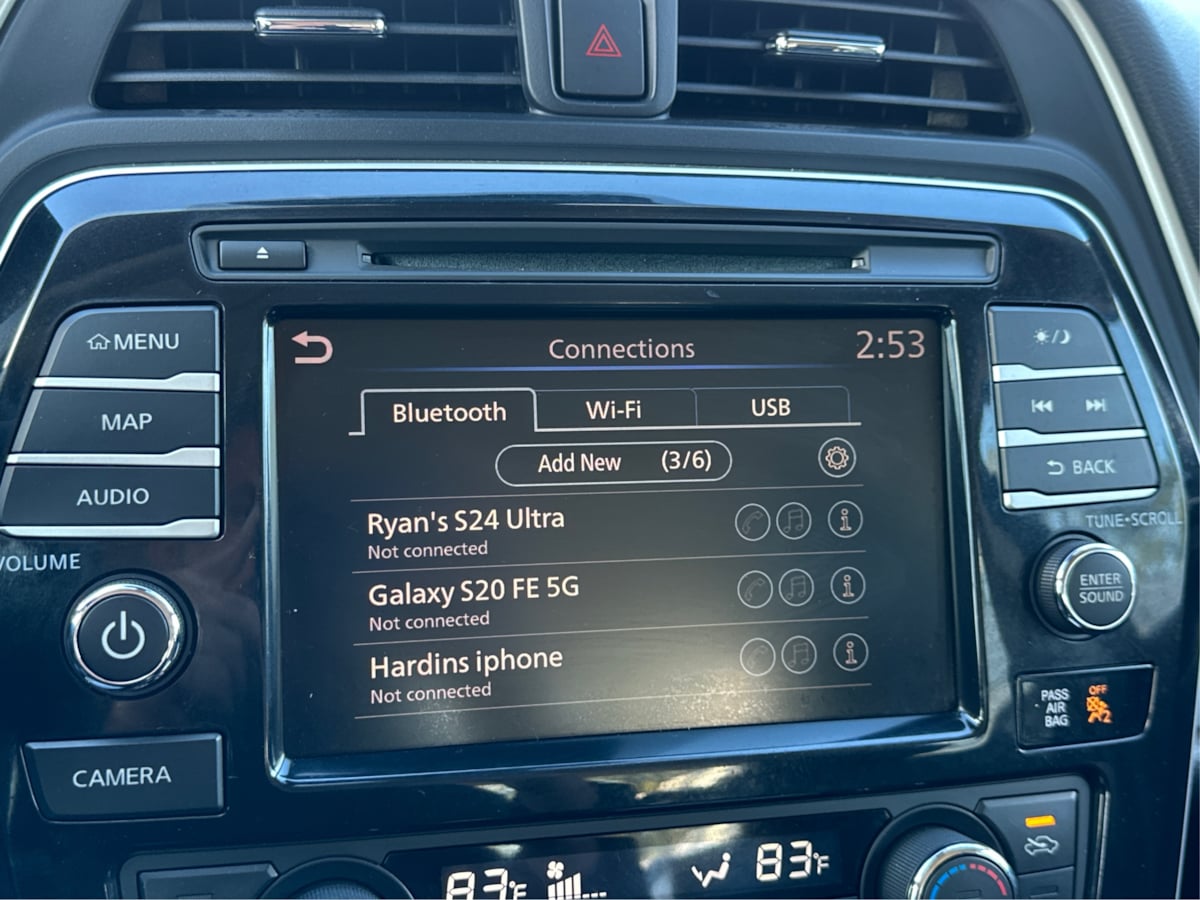 MENU
MAP
AUDIO
VOLUME
CAMERA
Connections
2:53
Bluetooth
Wi-Fi
USB
Add New (3/6)
Ryan's S24 Ultra
Not connected
Galaxy S20 FE 5G
Not connected
Hardins iphone
Not connected
BACK
TUNE•SCROLL
ENTER
SOUND
PASS
AIR
BAG
OFF
2
83°F
83°F